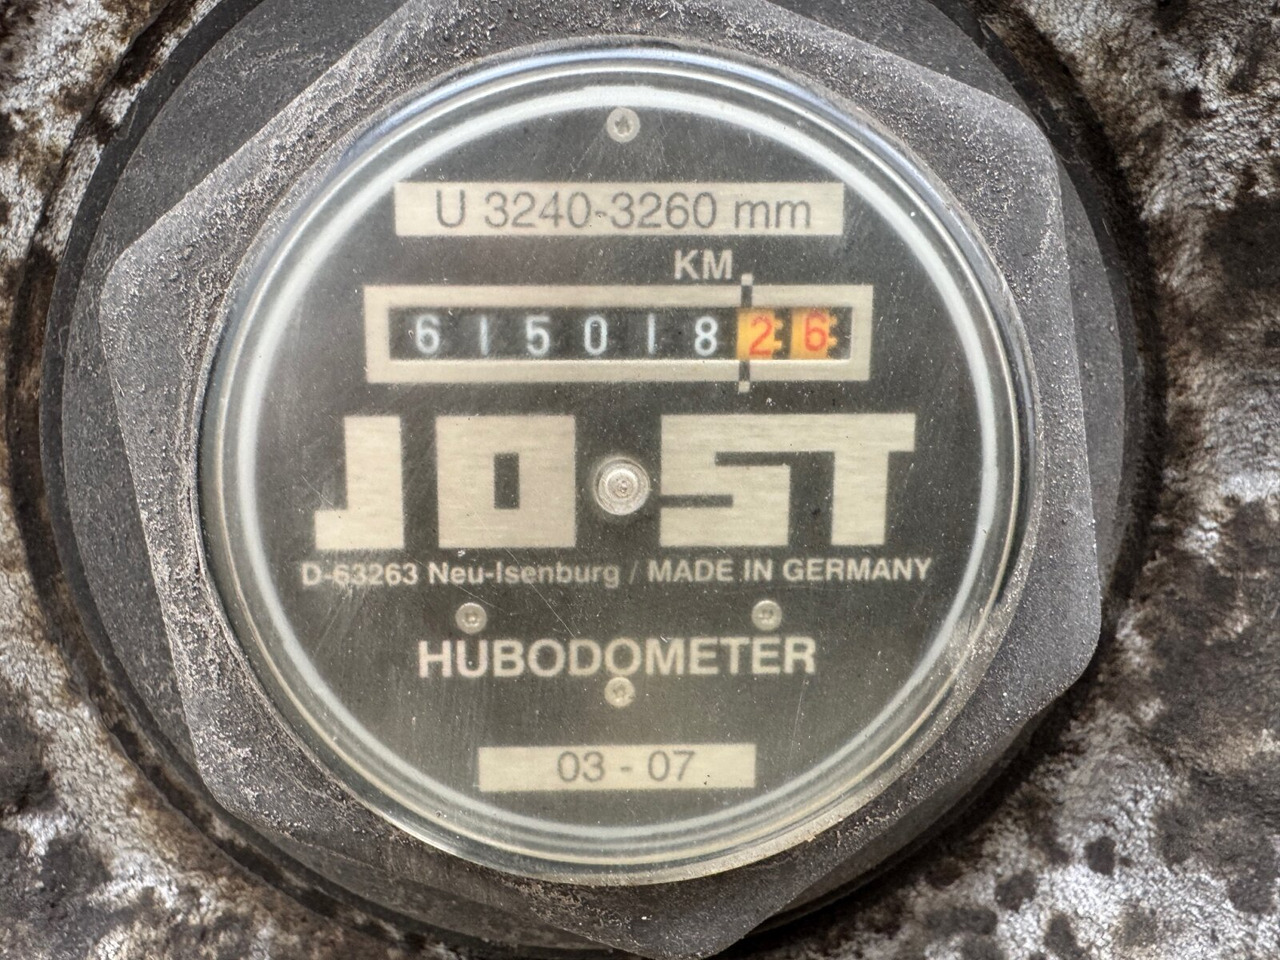 U 3240-3260 mm
KM
61501826
JOST
D-63263 Neu-Isenburg / MADE IN GERMANY
HUBODOMETER
03 - 07